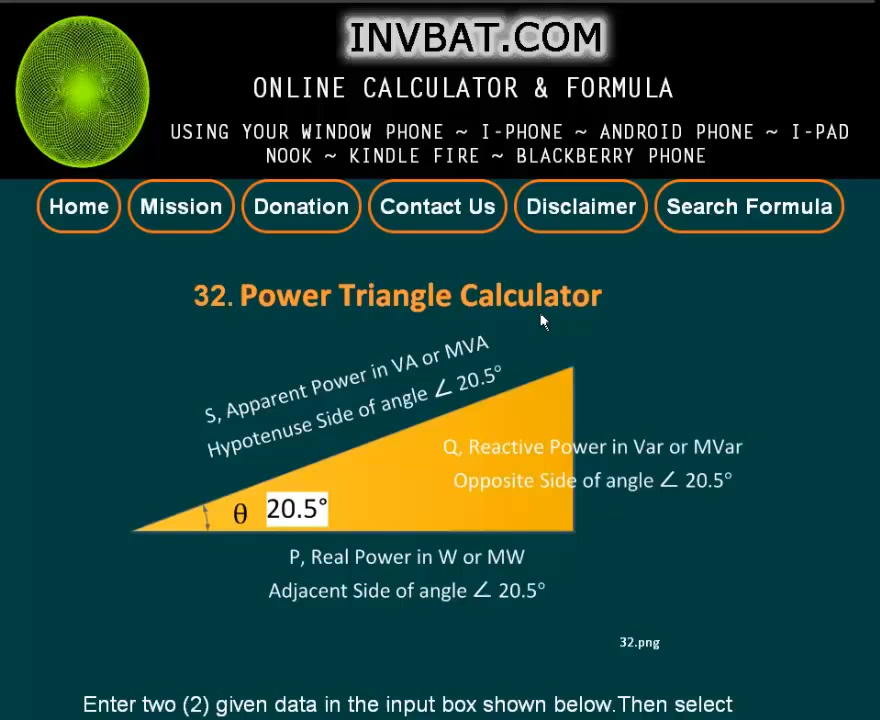 INVBAT.COM
ONLINE CALCULATOR & FORMULA
USING YOUR WINDOW PHONE ~ I-PHONE ~ ANDROID PHONE ~ I-PAD
NOOK ~ KINDLE FIRE ~ BLACKBERRY PHONE
Home Mission Donation Contact Us Disclaimer Search Formula
32. Power Triangle Calculator
S, Apparent Power in VA or MVA
Hypotenuse Side of angle ∠ 20.5°
Q, Reactive Power in Var or MVar
Opposite Side of angle ∠ 20.5°
θ 20.5°
P, Real Power in W or MW
Adjacent Side of angle ∠ 20.5°
32.png
Enter two (2) given data in the input box shown below.Then select